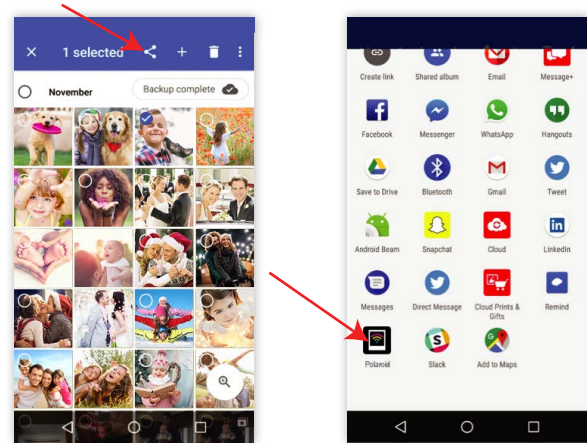 1 selected
November
Backup complete
Create link Shared album Email Message+
Facebook Messenger WhatsApp Hangouts
Save to Drive Bluetooth Gmail Tweet
Android Beam Snapchat Cloud LinkedIn
Messages Direct Message Cloud Prints & Remind
Gifts
Polaroid Slack Add to Maps